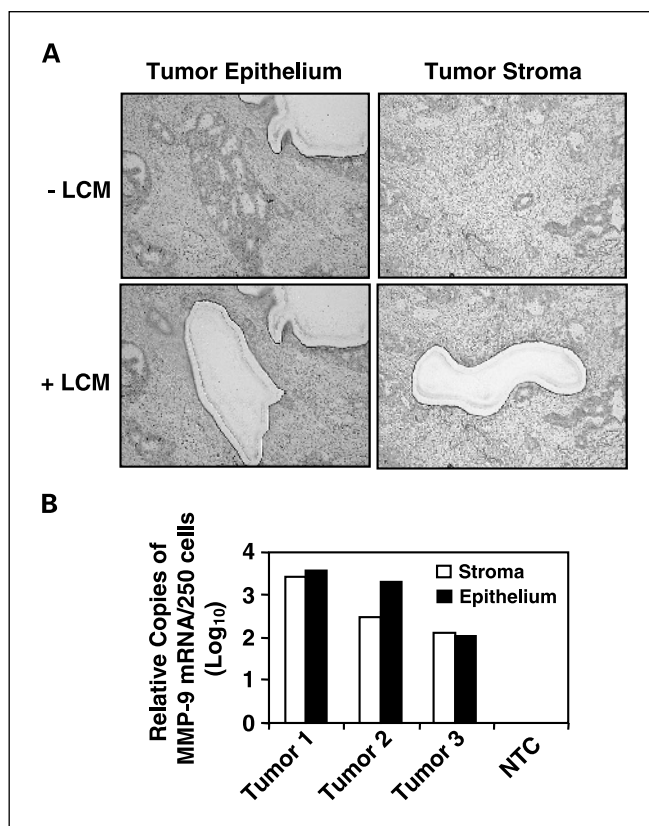 A
Tumor Epithelium
Tumor Stroma
- LCM
+ LCM
B
Relative Copies of
MMP-9 mRNA/250 cells
(Log10)
4
3
2
1
0
Stroma
Epithelium
Tumor 1
Tumor 2
Tumor 3
NTC